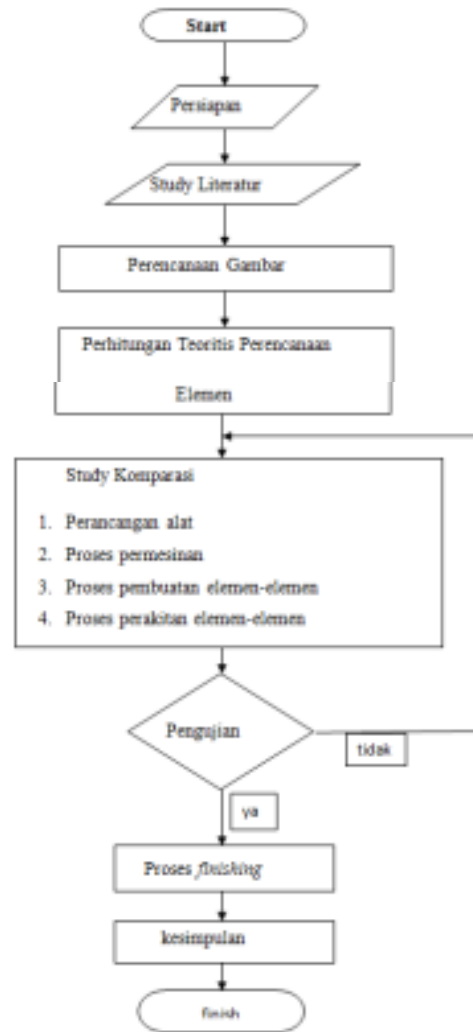 Start
Persiapan
Study Literatur
Perencanaan Gambar
Perhitungan Teoritis Perencanaan
Elemen
Study Komparasi
1. Perancangan alat
2. Proses permesinan
3. Proses pembuatan elemen-elemen
4. Proses perakitan elemen-elemen
Pengujian
tidak
ya
Proses finishing
kesimpulan
finish